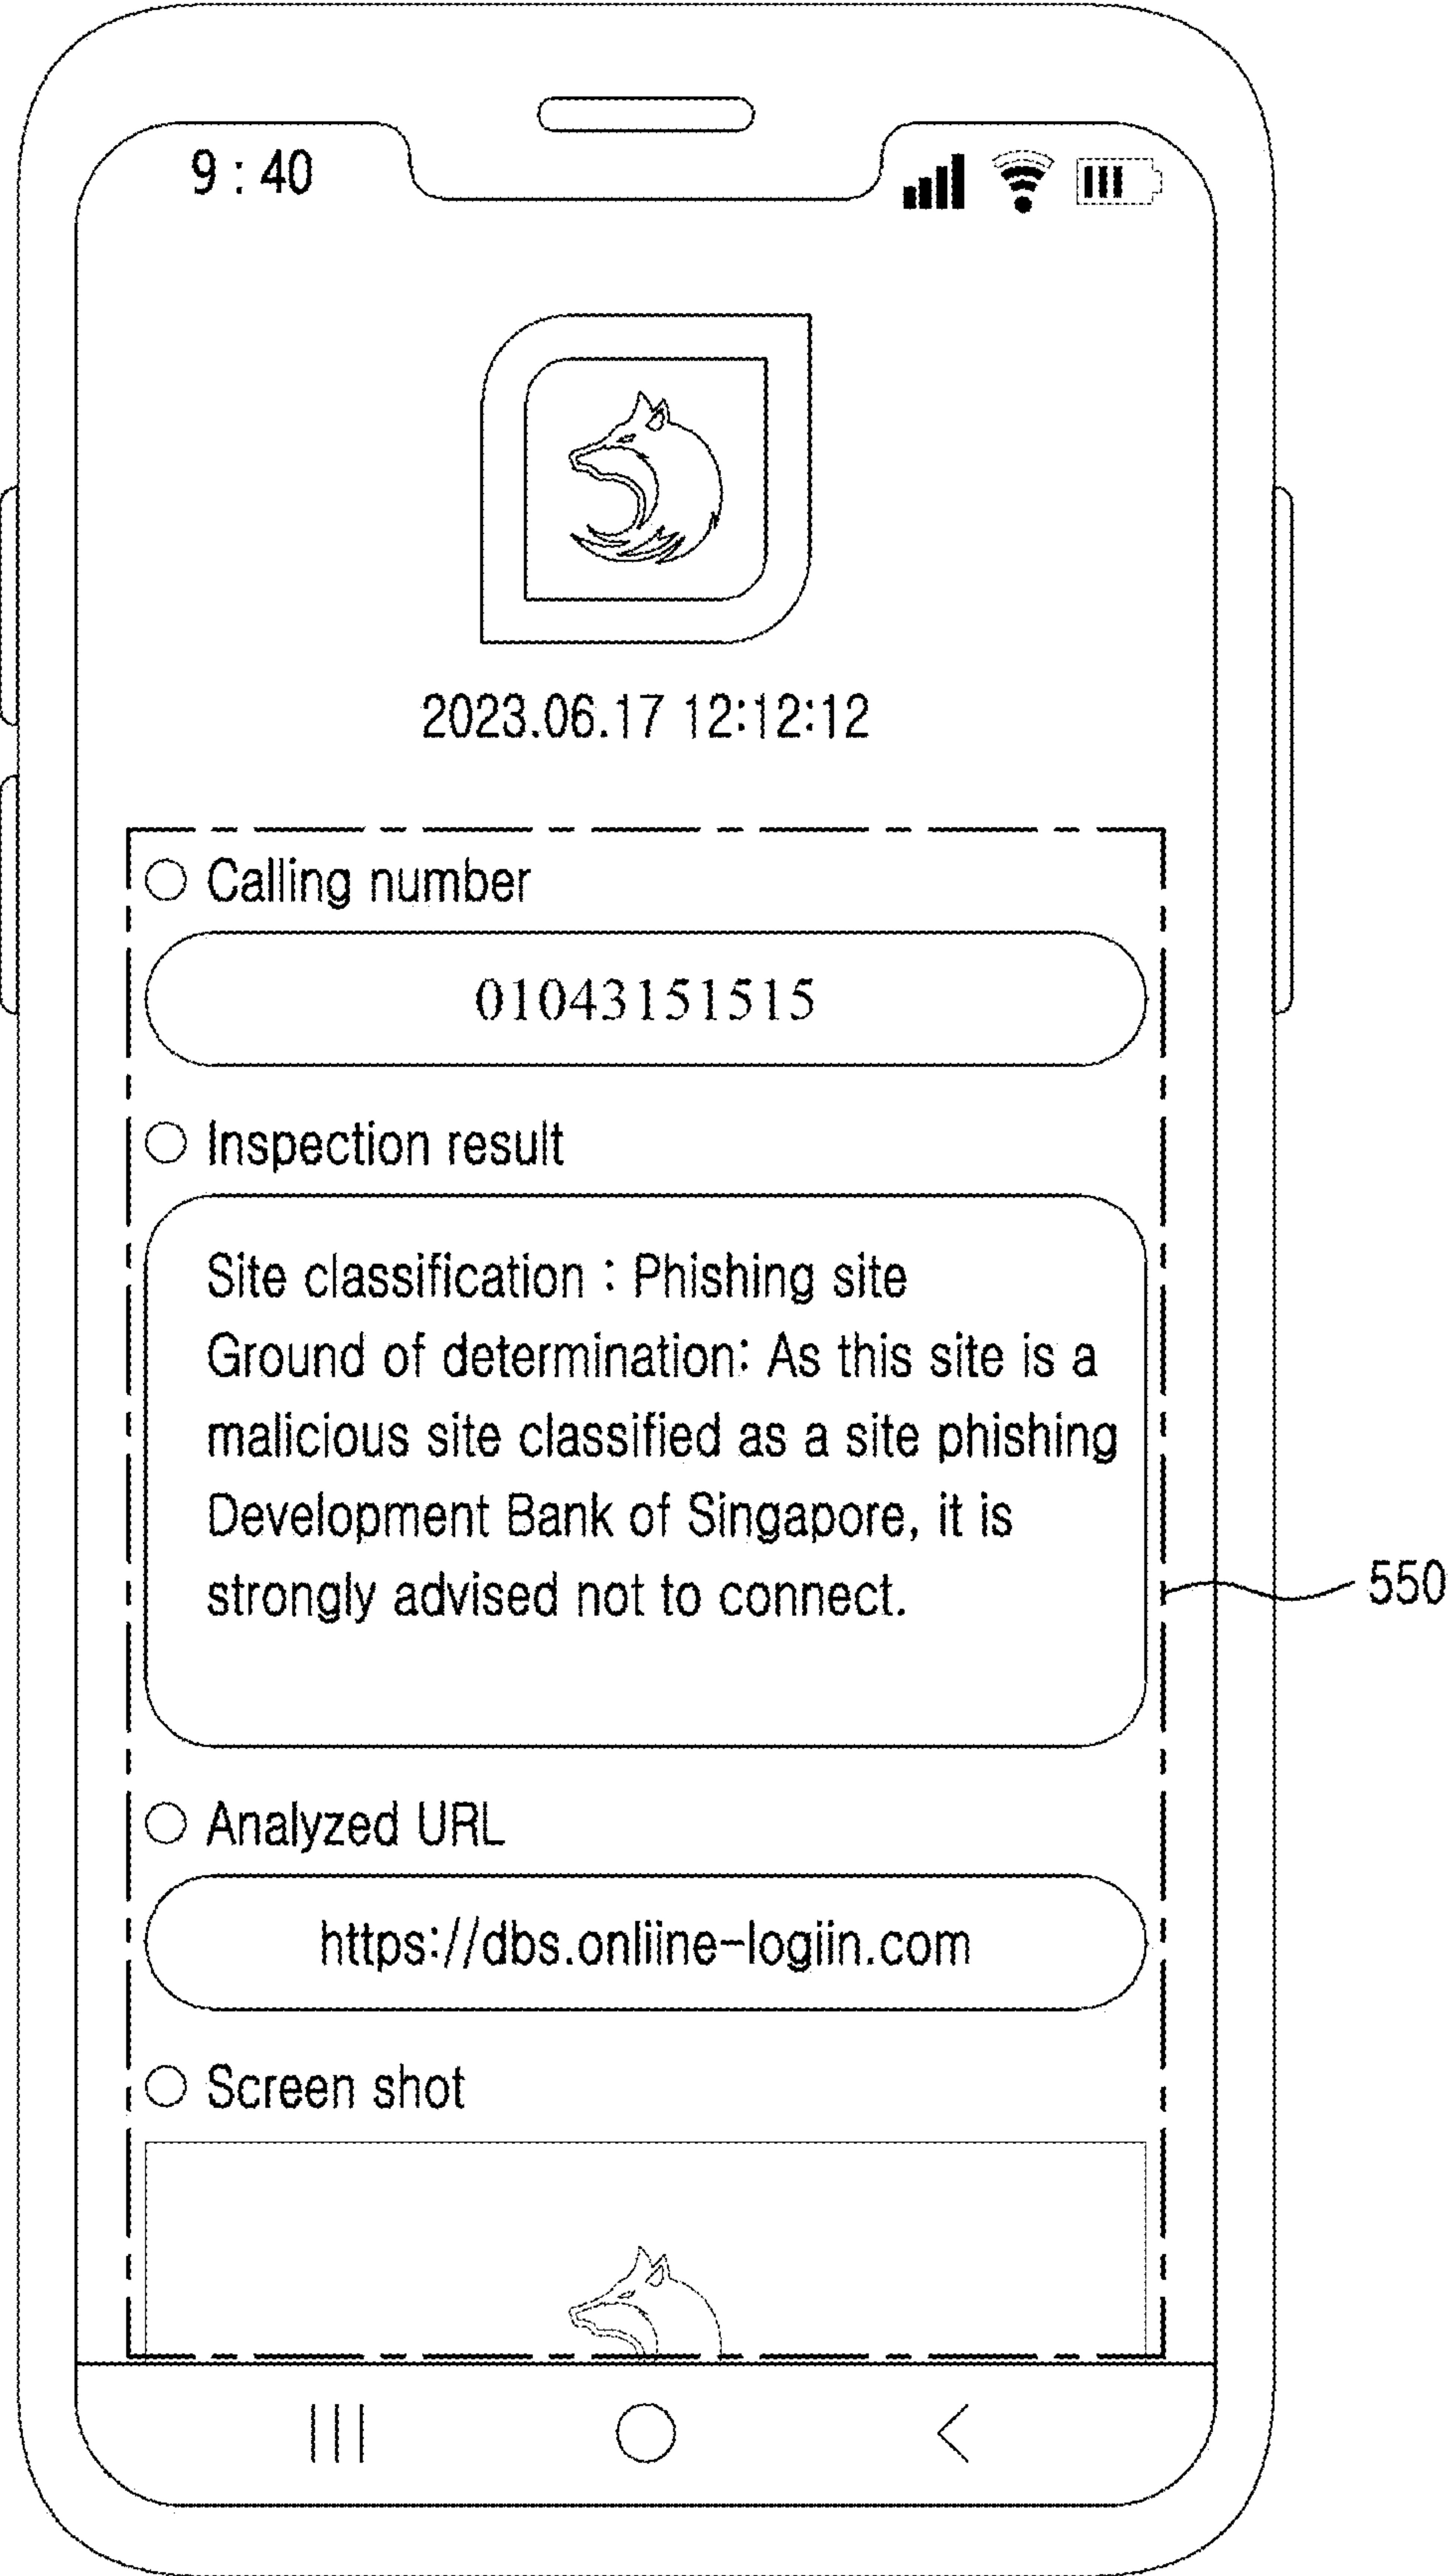 9 : 40
2023.06.17 12:12:12
Calling number
01043151515
Inspection result
Site classification : Phishing site
Ground of determination: As this site is a
malicious site classified as a site phishing
Development Bank of Singapore, it is
strongly advised not to connect.
550
Analyzed URL
https://dbs.onliine-logiin.com
Screen shot